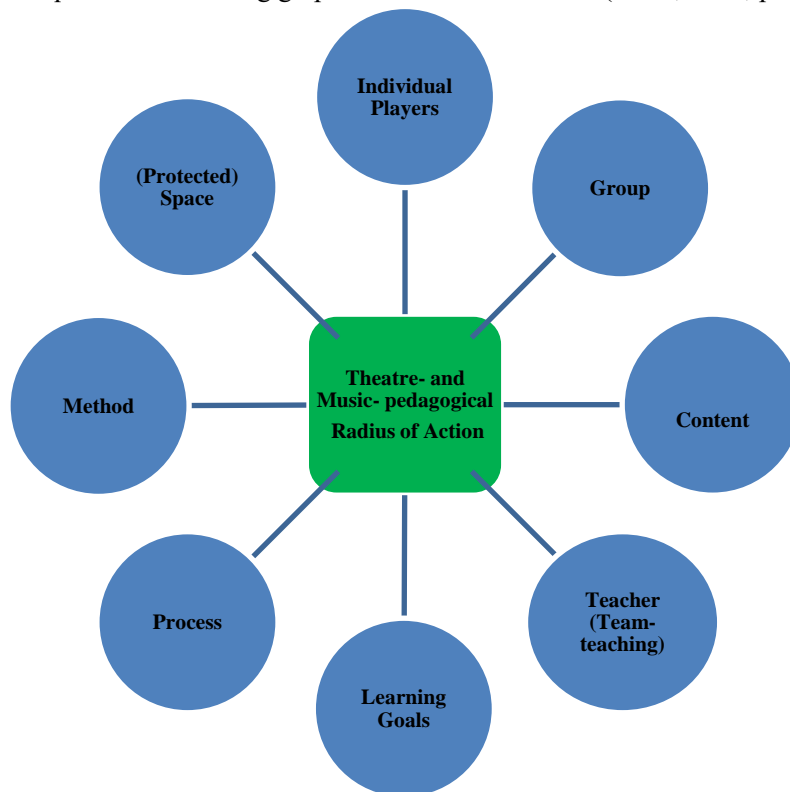 Individual
Players
(Protected)
Space
Group
Theatre- and
Music- pedagogical
Radius of Action
Method
Content
Process
Teacher
(Team-
teaching)
Learning
Goals